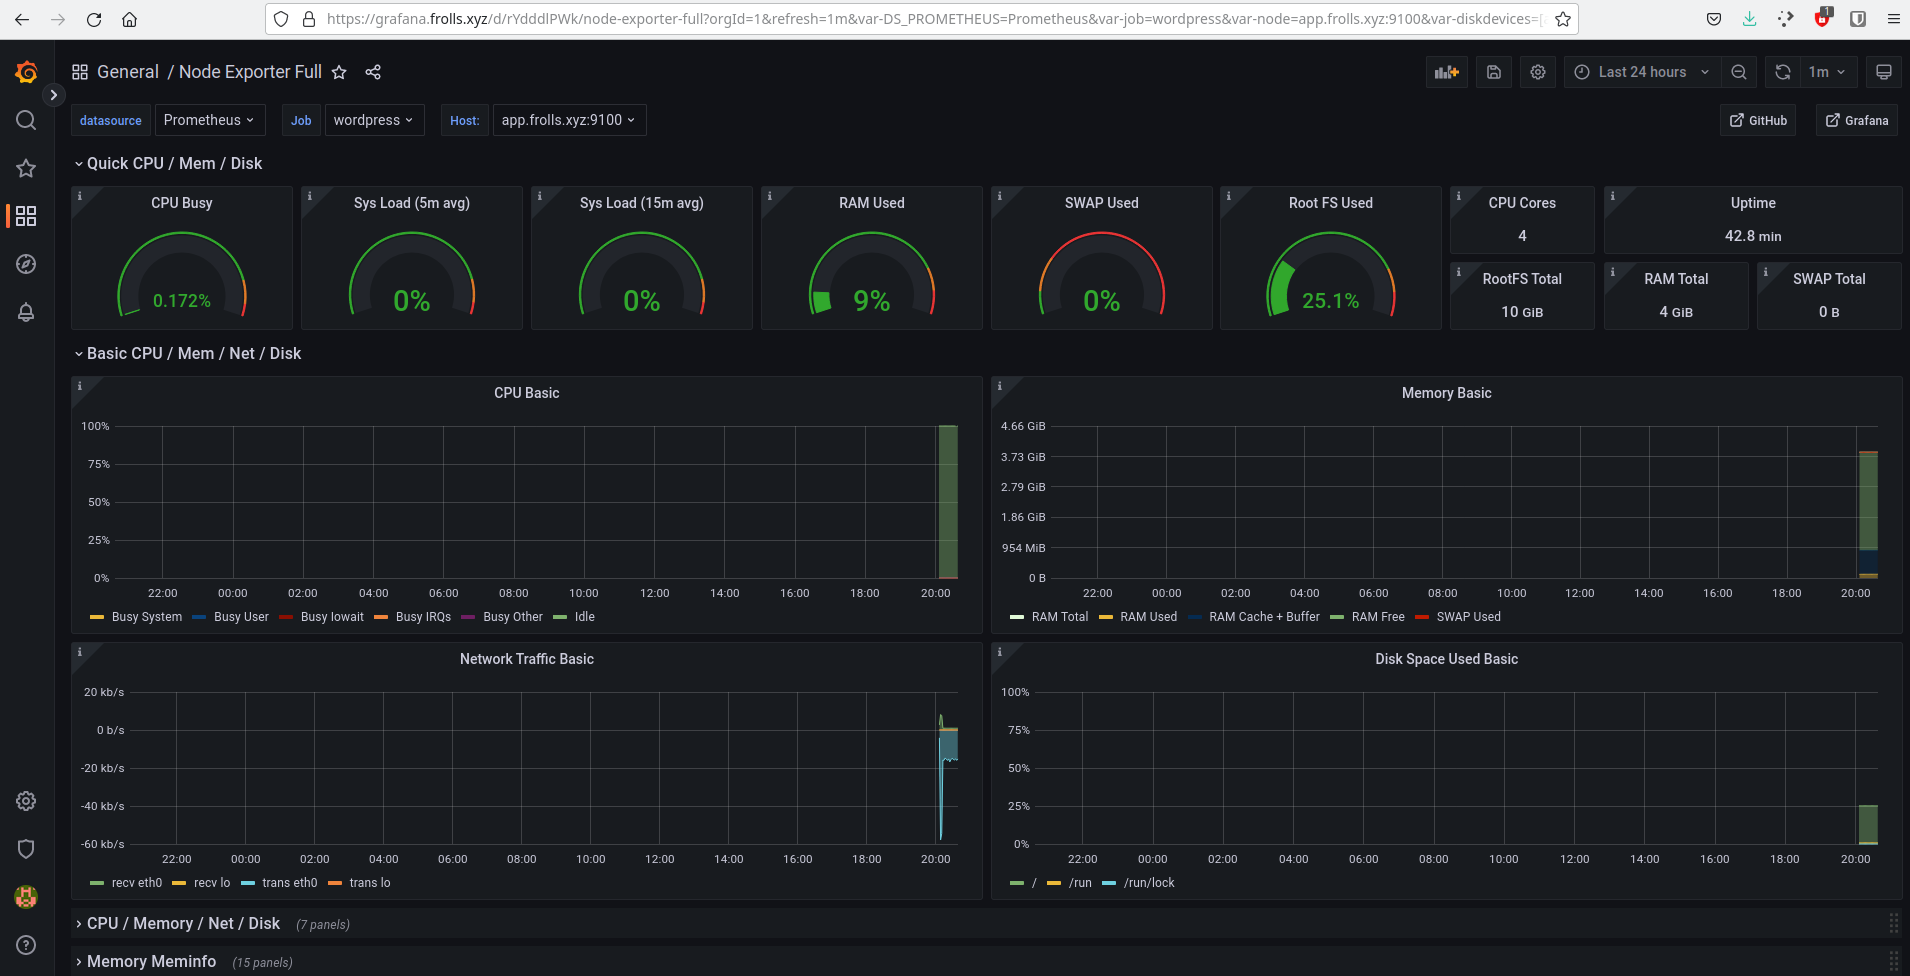 https://grafana.frolls.xyz/d/rYdddlPWk/node-exporter-full?orgId=1&refresh=1m&var-DS_PROMETHEUS=Prometheus&var-job=wordpress&var-node=app.frolls.xyz:9100&var-diskdevices=[
1
General / Node Exporter Full
Last 24 hours
1m
datasource Prometheus Job wordpress Host: app.frolls.xyz:9100
GitHub Grafana
Quick CPU / Mem / Disk
CPU Busy
0.172%
Sys Load (5m avg)
0%
Sys Load (15m avg)
0%
RAM Used
9%
SWAP Used
0%
Root FS Used
25.1%
CPU Cores
4
Uptime
42.8 min
RootFS Total
10 GiB
RAM Total
4 GiB
SWAP Total
0 B
Basic CPU / Mem / Net / Disk
CPU Basic
100%
75%
50%
25%
0%
22:00 00:00 02:00 04:00 06:00 08:00 10:00 12:00 14:00 16:00 18:00 20:00
Busy System Busy User Busy Iowait Busy IRQs Busy Other Idle
Memory Basic
4.66 GiB
3.73 GiB
2.79 GiB
1.86 GiB
954 MiB
0 B
22:00 00:00 02:00 04:00 06:00 08:00 10:00 12:00 14:00 16:00 18:00 20:00
RAM Total RAM Used RAM Cache + Buffer RAM Free SWAP Used
Network Traffic Basic
20 kb/s
0 b/s
-20 kb/s
-40 kb/s
-60 kb/s
22:00 00:00 02:00 04:00 06:00 08:00 10:00 12:00 14:00 16:00 18:00 20:00
recv eth0 recv lo trans eth0 trans lo
Disk Space Used Basic
100%
75%
50%
25%
0%
22:00 00:00 02:00 04:00 06:00 08:00 10:00 12:00 14:00 16:00 18:00 20:00
/ /run /run/lock
CPU / Memory / Net / Disk (7 panels)
Memory Meminfo (15 panels)